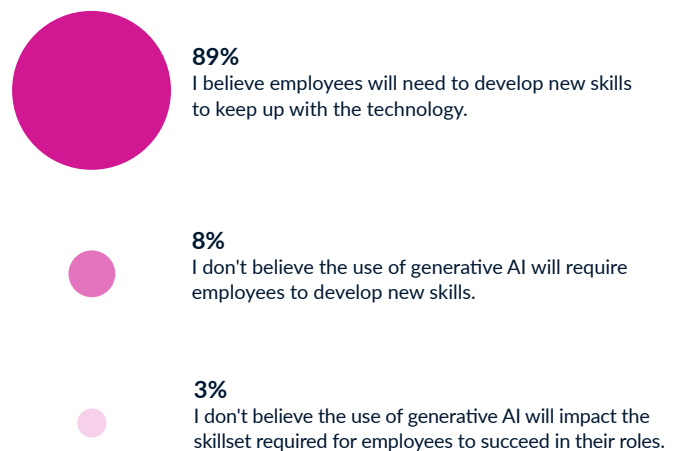 89%
I believe employees will need to develop new skills
to keep up with the technology.
8%
I don't believe the use of generative AI will require
employees to develop new skills.
3%
I don't believe the use of generative AI will impact the
skillset required for employees to succeed in their roles.